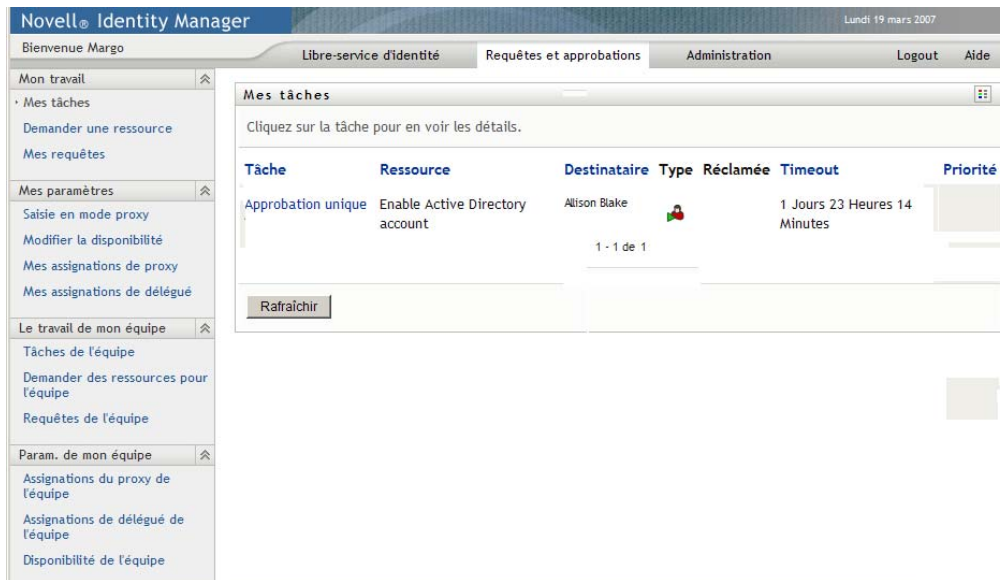 Novell® Identity Manager
Lundi 19 mars 2007
Bienvenue Margo
Libre-service d'identité
Requêtes et approbations
Administration
Logout
Aide
Mon travail
Mes tâches
Demander une ressource
Mes requêtes
Mes paramètres
Saisie en mode proxy
Modifier la disponibilité
Mes assignations de proxy
Mes assignations de délégué
Le travail de mon équipe
Tâches de l'équipe
Demander des ressources pour
l'équipe
Requêtes de l'équipe
Param. de mon équipe
Assignations du proxy de
l'équipe
Assignations de délégué de
l'équipe
Disponibilité de l'équipe
Mes tâches
Cliquez sur la tâche pour en voir les détails.
Tâche Ressource Destinataire Type Réclamée Timeout Priorité
Approbation unique Enable Active Directory Allison Blake 1 Jours 23 Heures 14
account Minutes
1 - 1 de 1
Rafraîchir